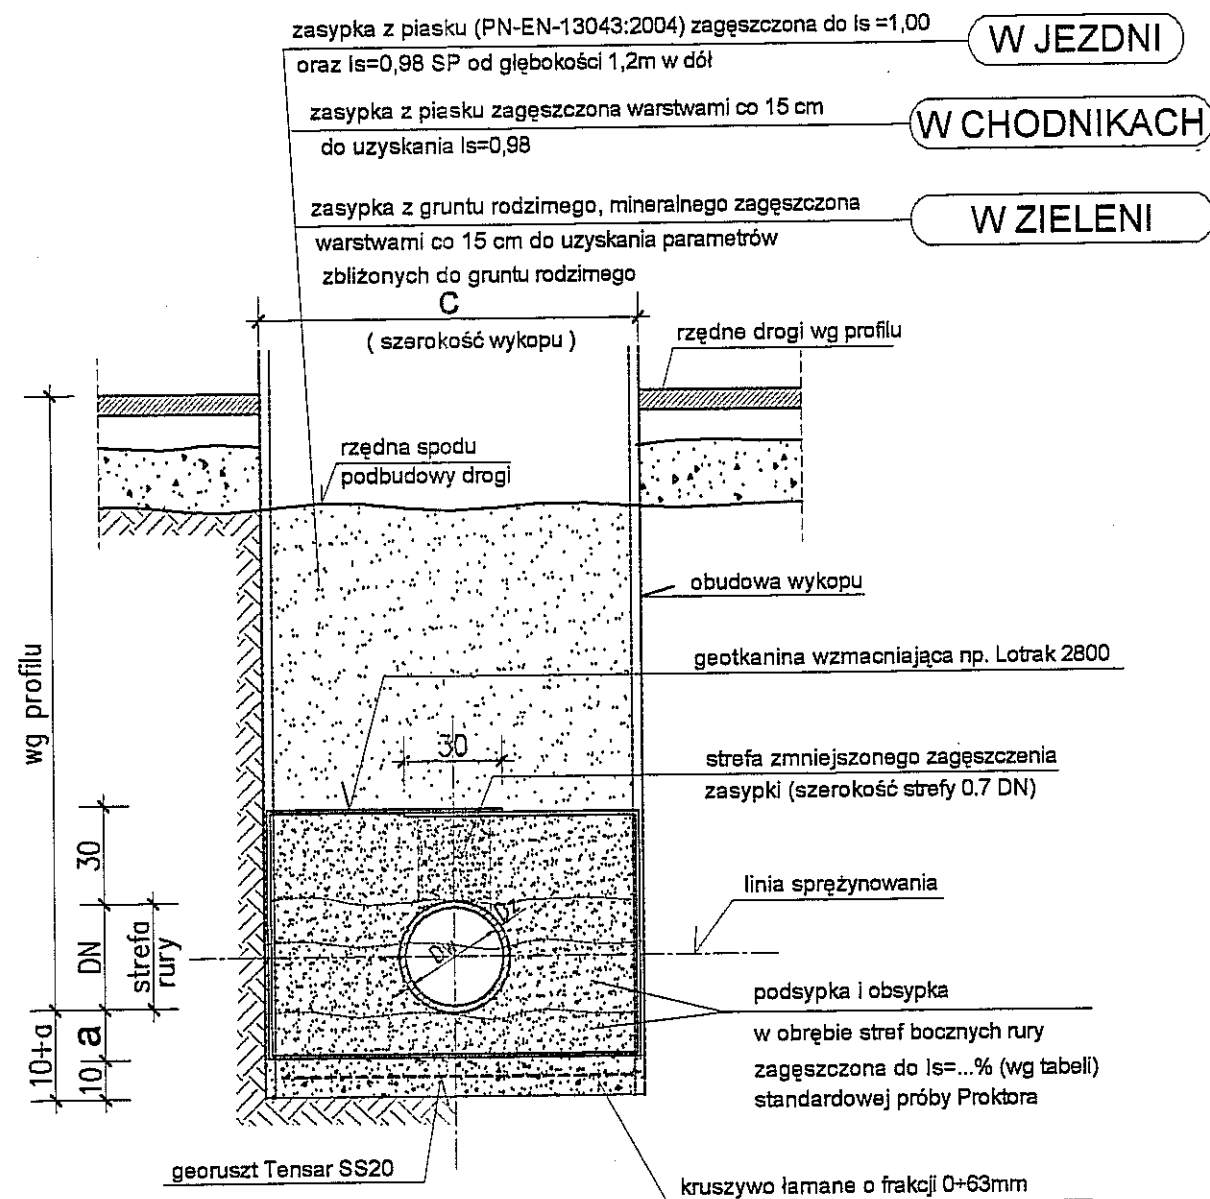 zasypka z piasku (PN-EN-13043:2004) zagęszczona do Is =1,00
oraz Is=0,98 SP od głębokości 1,2m w dół
W JEZDNI
zasypka z piasku zagęszczona warstwami co 15 cm
do uzyskania Is=0,98
W CHODNIKACH
zasypka z gruntu rodzimego, mineralnego zagęszczona
warstwami co 15 cm do uzyskania parametrów
zbliżonych do gruntu rodzimego
W ZIELENI
C
( szerokość wykopu )
rzędne drogi wg profilu
rzędna spodu
podbudowy drogi
obudowa wykopu
geotkanina wzmacniająca np. Lotrak 2800
30
strefa zmniejszonego zagęszczenia
zasypki (szerokość strefy 0.7 DN)
wg profilu
30
DN
strefa
rury
linia sprężynowania
Dz
Dw
podsypka i obsypka
w obrębie stref bocznych rury
zagęszczona do Is=...% (wg tabeli)
standardowej próby Proktora
10+a
a
10
georuszt Tensar SS20
kruszywo łamane o frakcji 0÷63mm